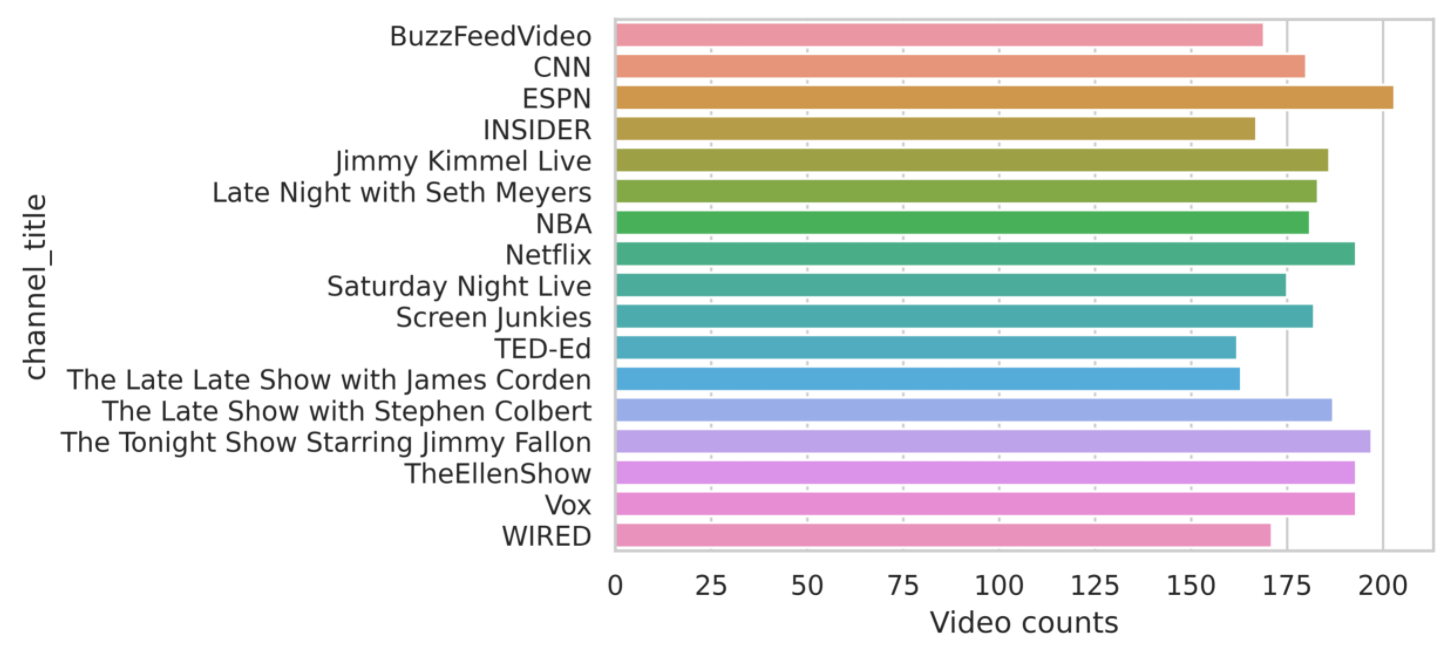 BuzzFeedVideo
CNN
ESPN
INSIDER
Jimmy Kimmel Live
Late Night with Seth Meyers
NBA
Netflix
Saturday Night Live
Screen Junkies
TED-Ed
The Late Late Show with James Corden
The Late Show with Stephen Colbert
The Tonight Show Starring Jimmy Fallon
TheEllenShow
Vox
WIRED
channel_title
0 25 50 75 100 125 150 175 200
Video counts